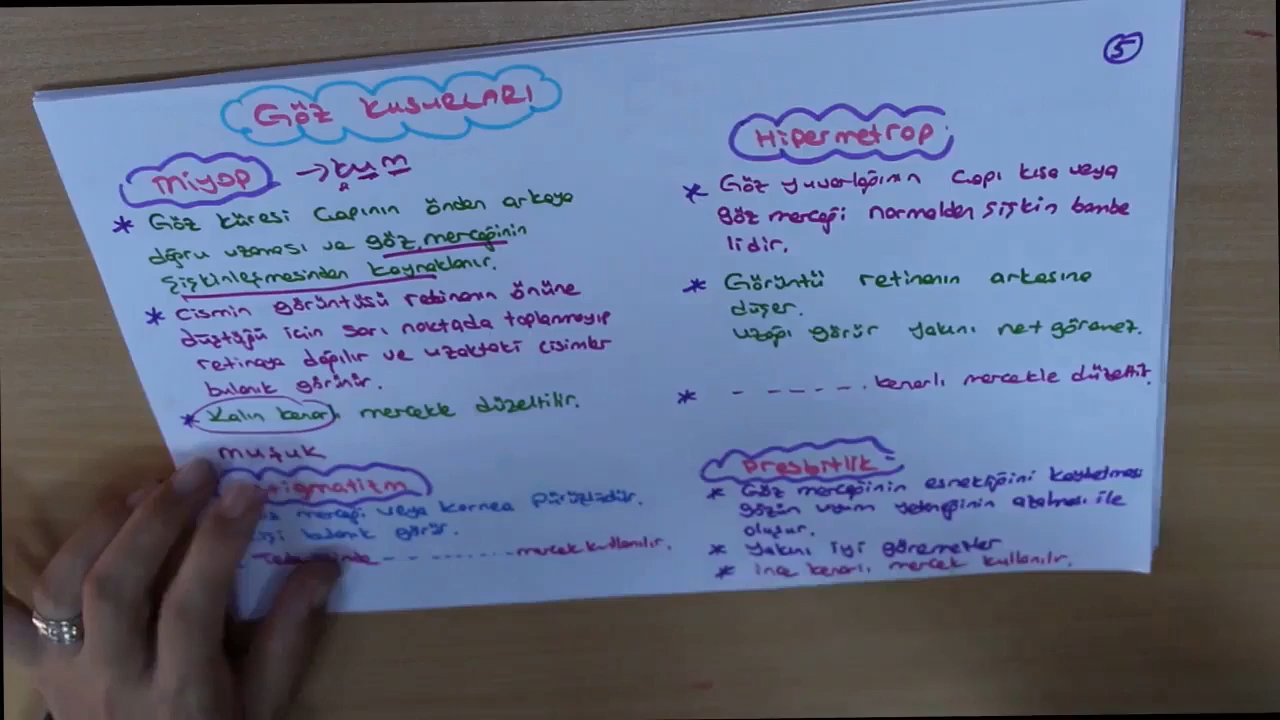 5
GÖZ KUSURLARI
miyop → kum
* Göz küresi çapının önden arkaya
doğru uzaması ve göz merceğinin
şişkinleşmesinden kaynaklanır.
* Cismin görüntüsü retinanın önüne
düştüğü için sarı noktada toplanmayıp
retinaya dağılır ve uzaktaki cisimler
bulanık görünür.
* Kalın kenarlı mercekle düzeltilir.
tigmatizm
merceği veya kornea pürüzlüdür.
bulanık görür.
- - - - - - - - - mercek kullanılır.
Hipermetrop
* Göz yuvarlağının çapı kısa veya
göz merceği normalden şişkin bombe
lidir.
* Görüntü retinanın arkasına
düşer.
uzağı görür yakını net göremez.
* - - - - - - . kenarlı mercekle düzeltilir.
Presbitlik
* Göz merceğinin esnekliğini kaybetmesi
gözün uyum yeteneğinin azalması ile
oluşur.
* yakını iyi göremezler
* ince kenarlı mercek kullanılır.